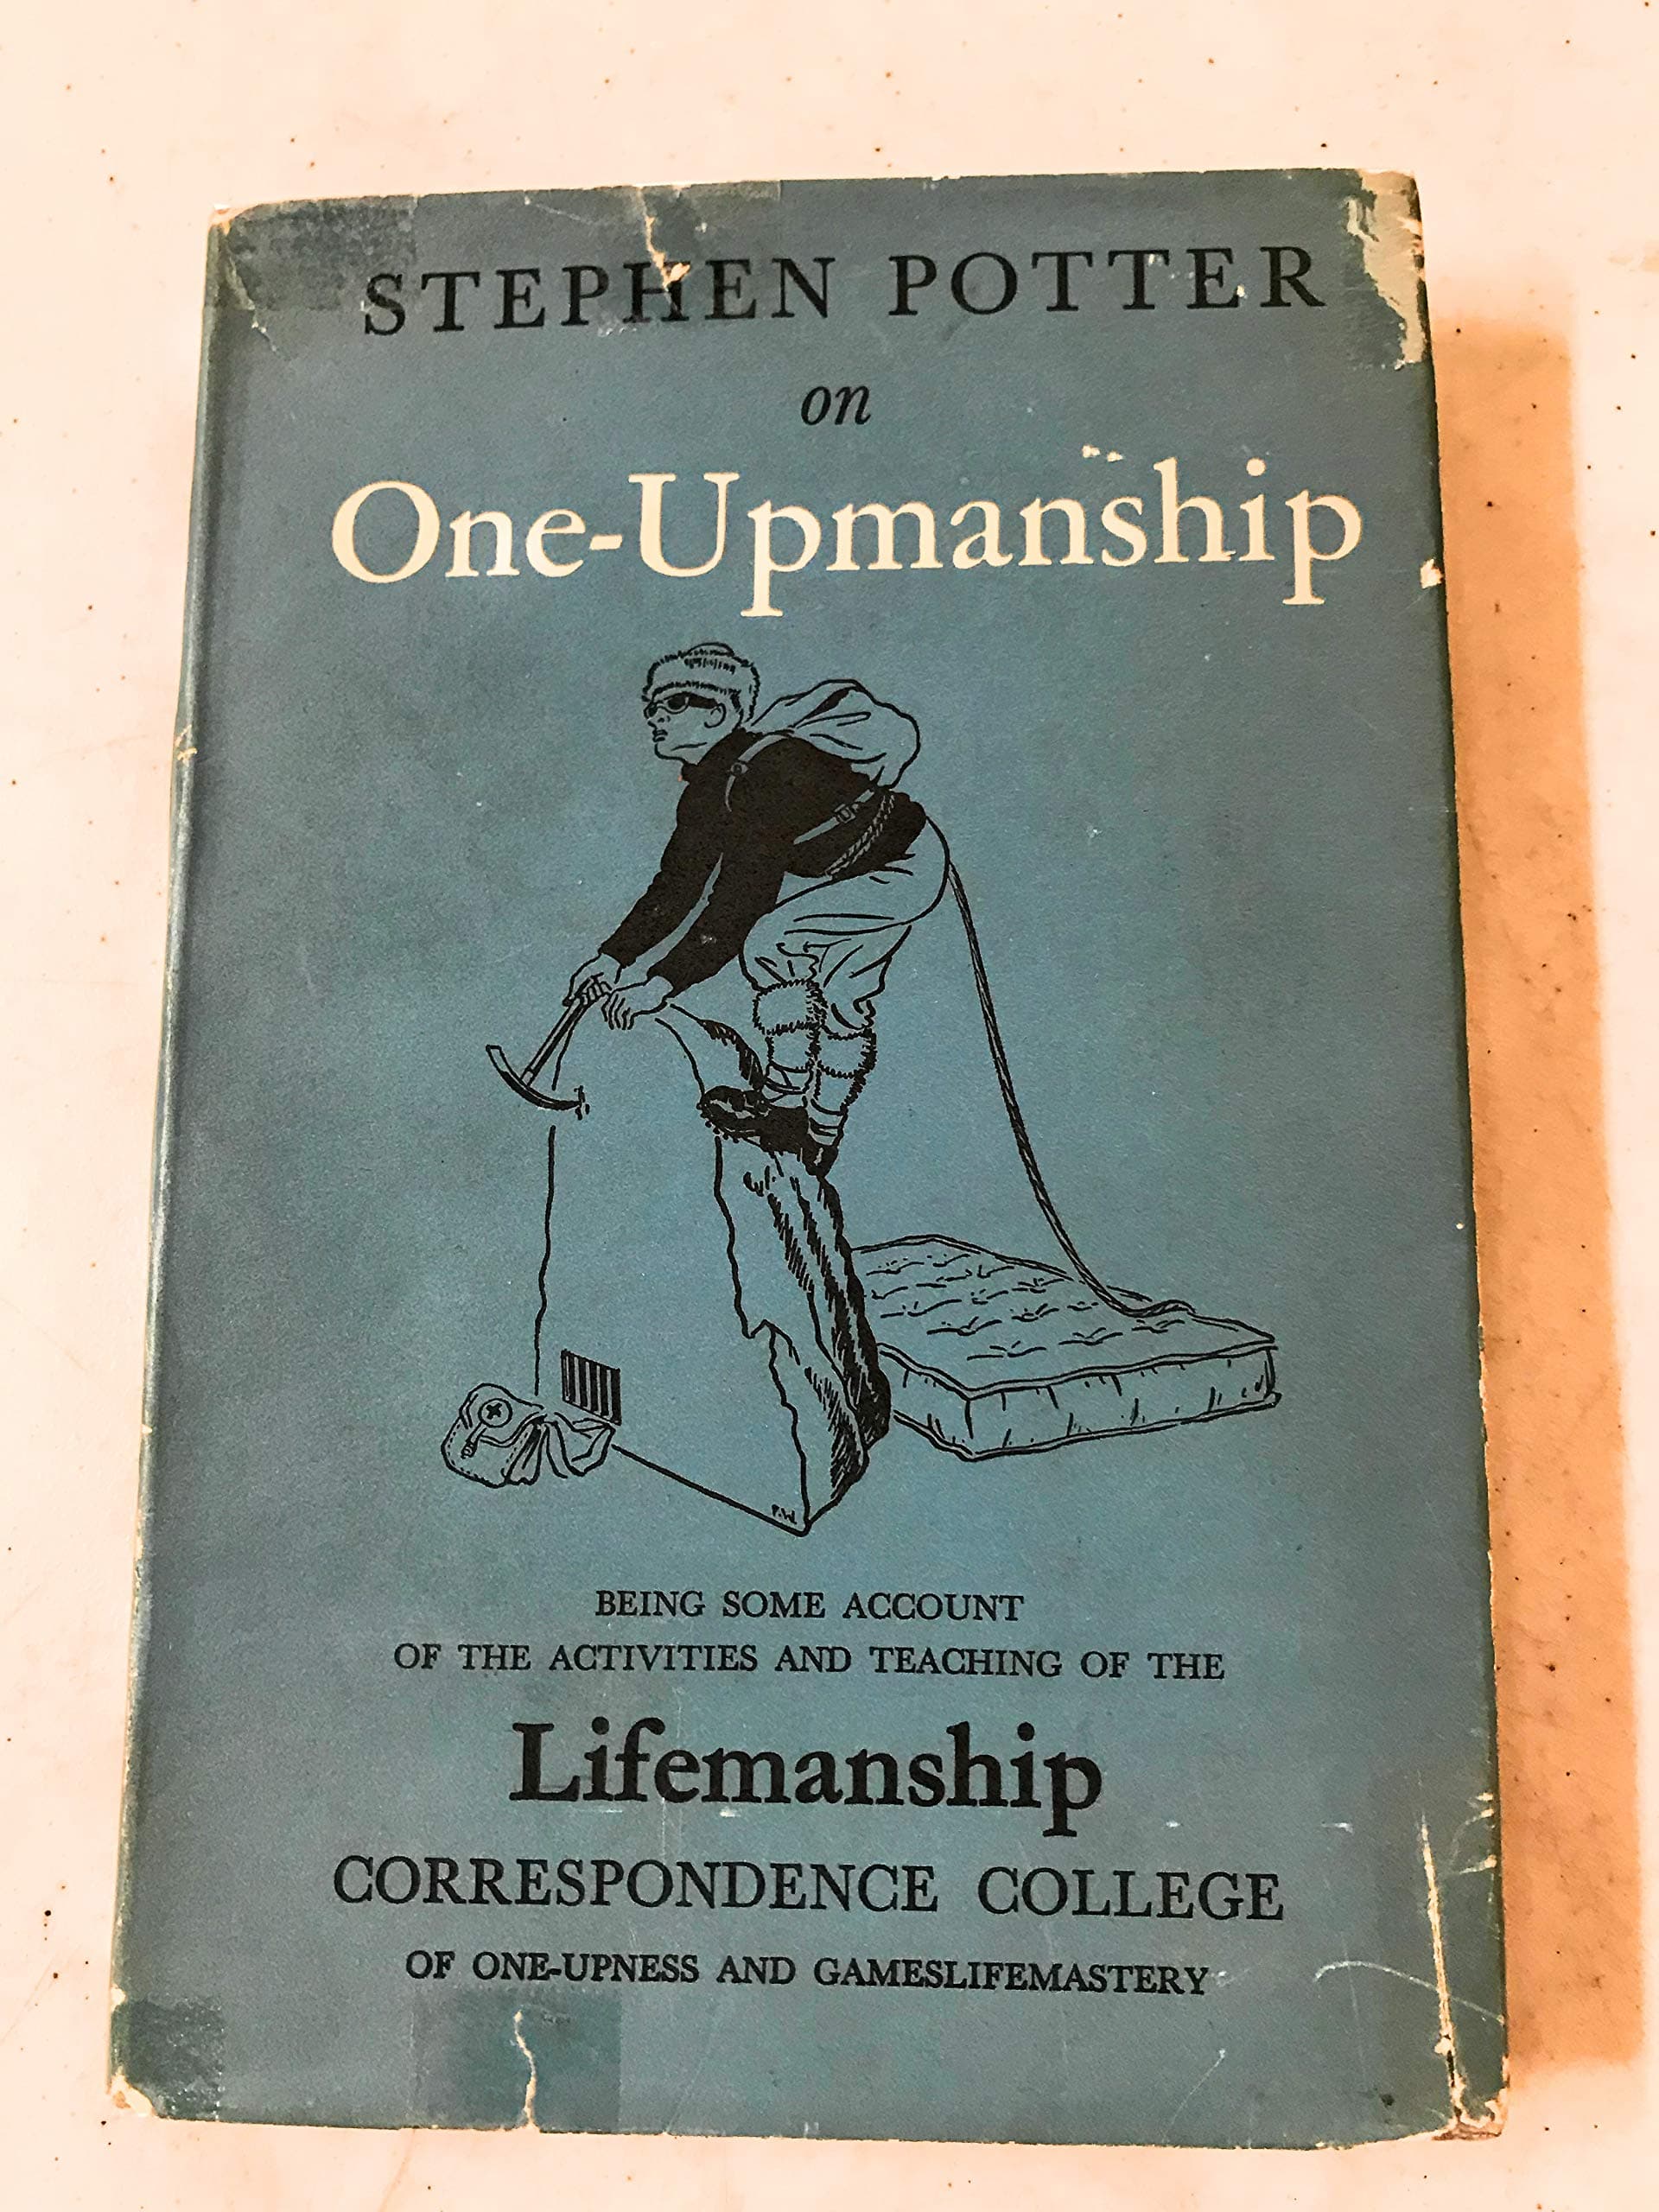 STEPHEN POTTER
on
One-Upmanship
F.W.
BEING SOME ACCOUNT
OF THE ACTIVITIES AND TEACHING OF THE
Lifemanship
CORRESPONDENCE COLLEGE
OF ONE-UPNESS AND GAMESLIFEMASTERY